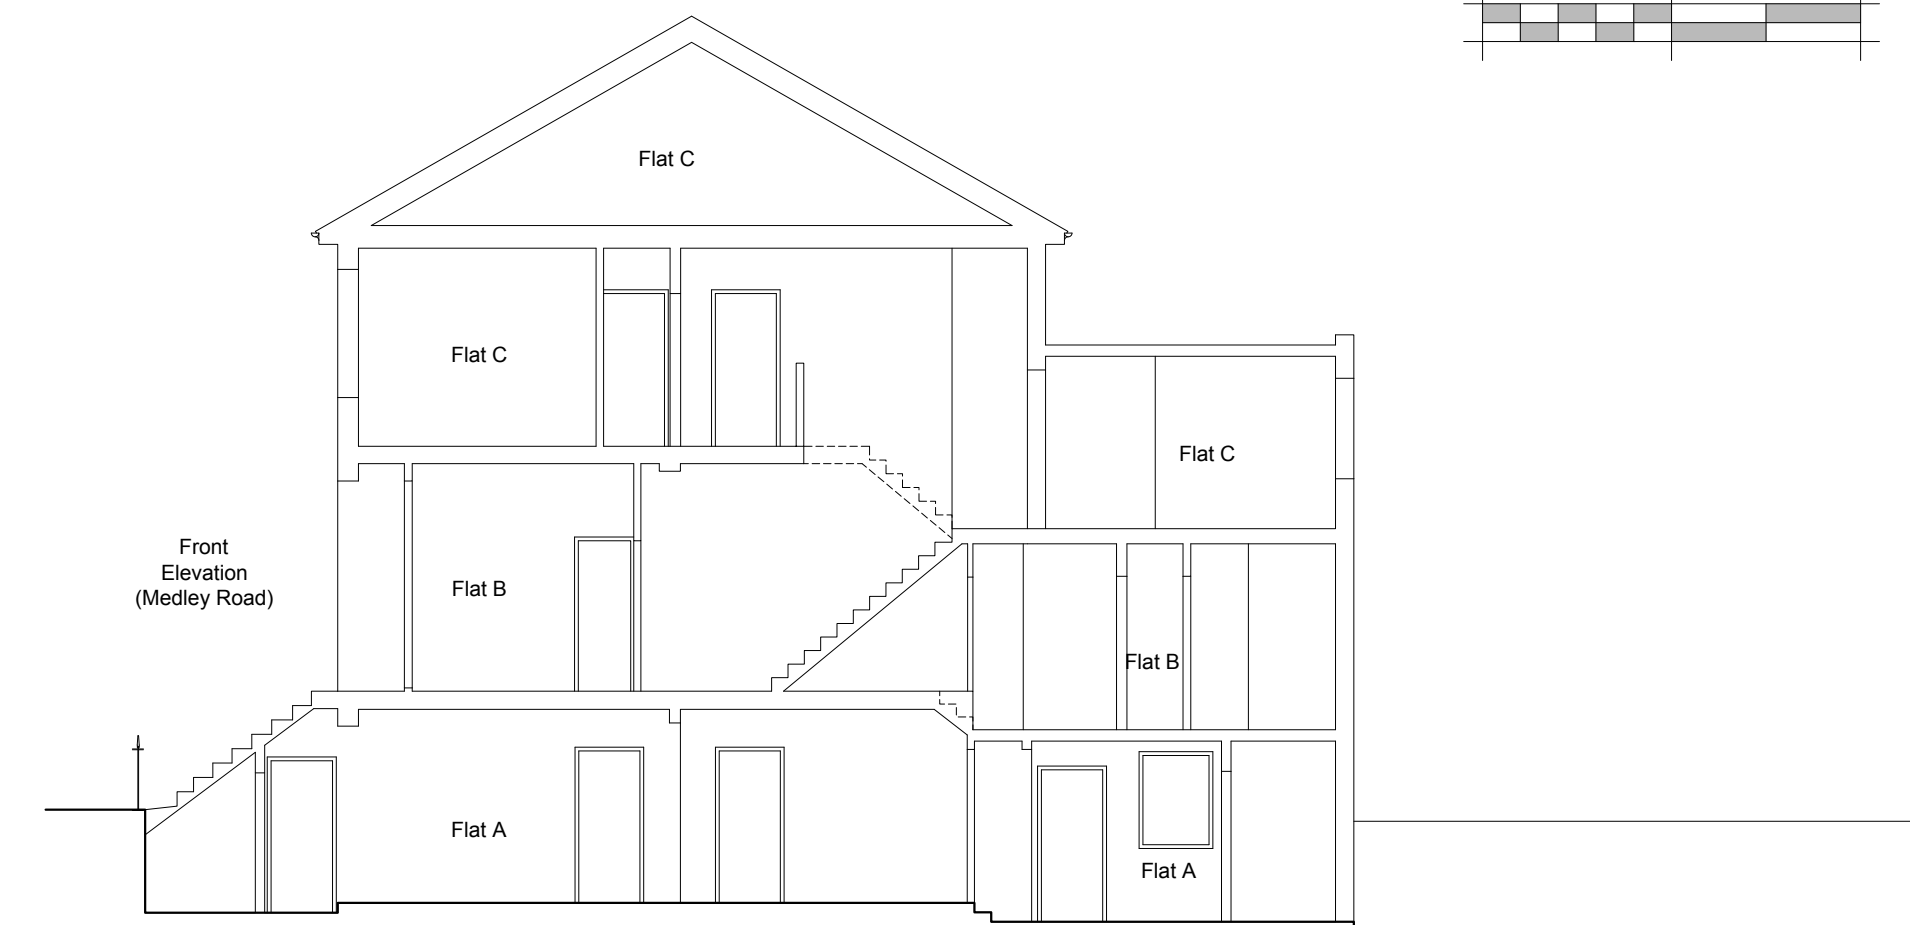 Flat C
Flat C
Flat C
Front
Elevation
(Medley Road)
Flat B
Flat B
Flat A
Flat A